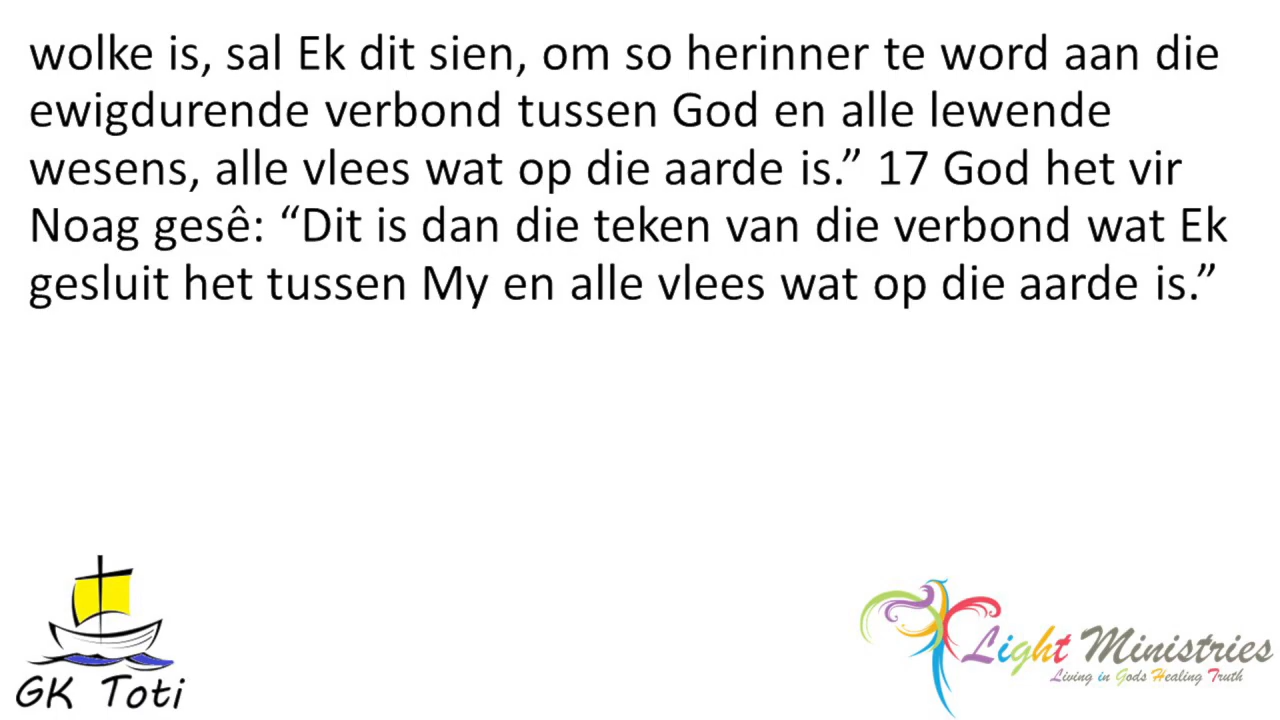 wolke is, sal Ek dit sien, om so herinner te word aan die
ewigdurende verbond tussen God en alle lewende
wesens, alle vlees wat op die aarde is.” 17 God het vir
Noag gesê: “Dit is dan die teken van die verbond wat Ek
gesluit het tussen My en alle vlees wat op die aarde is.”
GK Toti
Light Ministries
Living in Gods Healing Truth